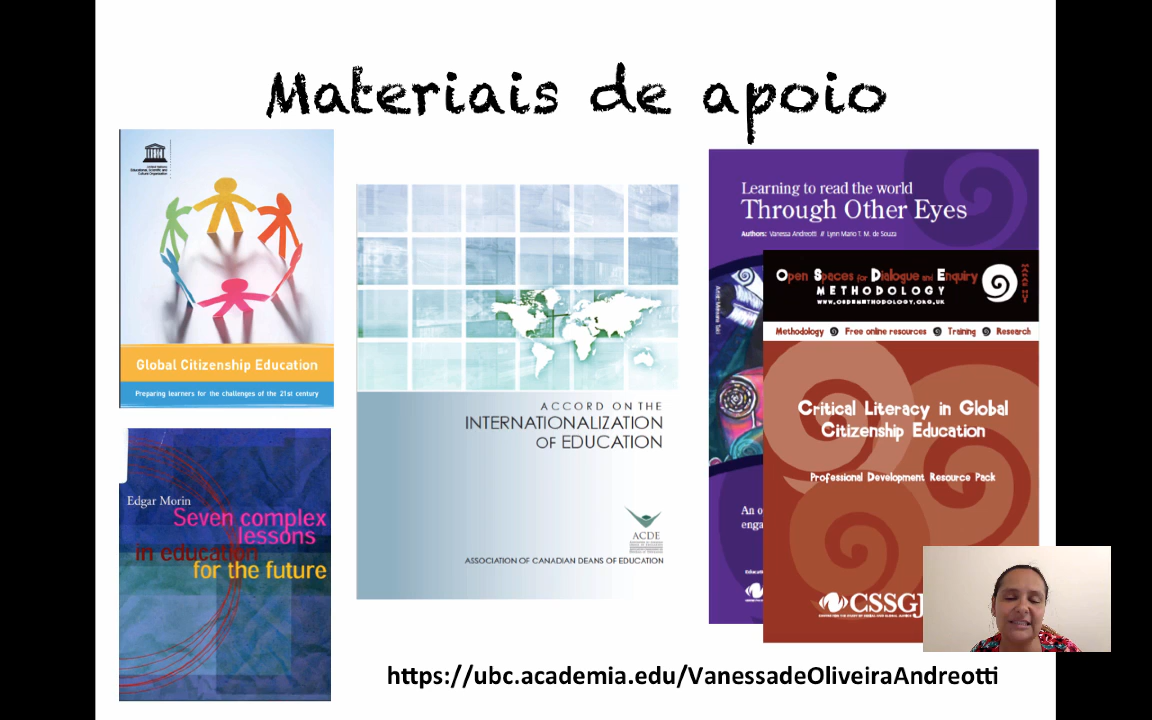 Materiais de apoio
Global Citizenship Education
Preparing learners for the challenges of the 21st century
Edgar Morin
Seven complex
lessons
in education
for the future
ACCORD ON THE
INTERNATIONALIZATION
OF EDUCATION
ACDE
ASSOCIATION OF CANADIAN DEANS OF EDUCATION
Learning to read the world
Through Other Eyes
Authors: Vanessa Andreotti // Lynn Mario T. M. de Souza
An o
enga
Open Spaces for Dialogue and Enquiry
METHODOLOGY
WWW.OSDEMETHODOLOGY.ORG.UK
Methodology Free online resources Training Research
Critical Literacy in Global
Citizenship Education
Professional Development Resource Pack
CSSGJ
https://ubc.academia.edu/VanessadeOliveiraAndreotti